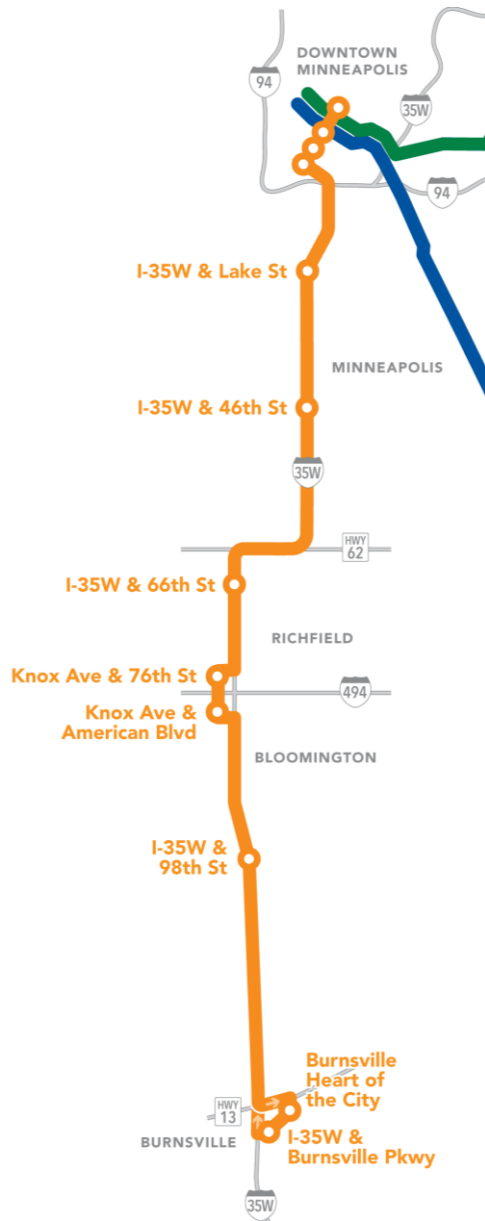 DOWNTOWN
MINNEAPOLIS
94
35W
94
I-35W & Lake St
MINNEAPOLIS
I-35W & 46th St
35W
HWY
62
I-35W & 66th St
RICHFIELD
Knox Ave & 76th St
494
Knox Ave &
American Blvd
BLOOMINGTON
I-35W &
98th St
Burnsville
Heart of
the City
HWY
13
BURNSVILLE
I-35W &
Burnsville Pkwy
35W